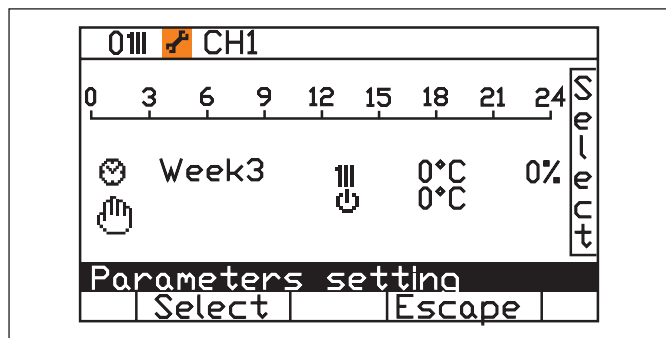 01 CH1
0 3 6 9 12 15 18 21 24
Select
Week3 0°C 0%
0°C
Parameters setting
Select Escape